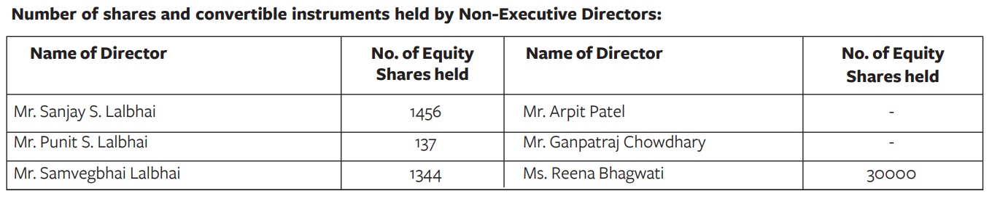 Number of shares and convertible instruments held by Non-Executive Directors:
Name of Director No. of Equity Name of Director No. of Equity
Shares held Shares held
Mr. Sanjay S. Lalbhai 1456 Mr. Arpit Patel -
Mr. Punit S. Lalbhai 137 Mr. Ganpatraj Chowdhary -
Mr. Samvegbhai Lalbhai 1344 Ms. Reena Bhagwati 30000